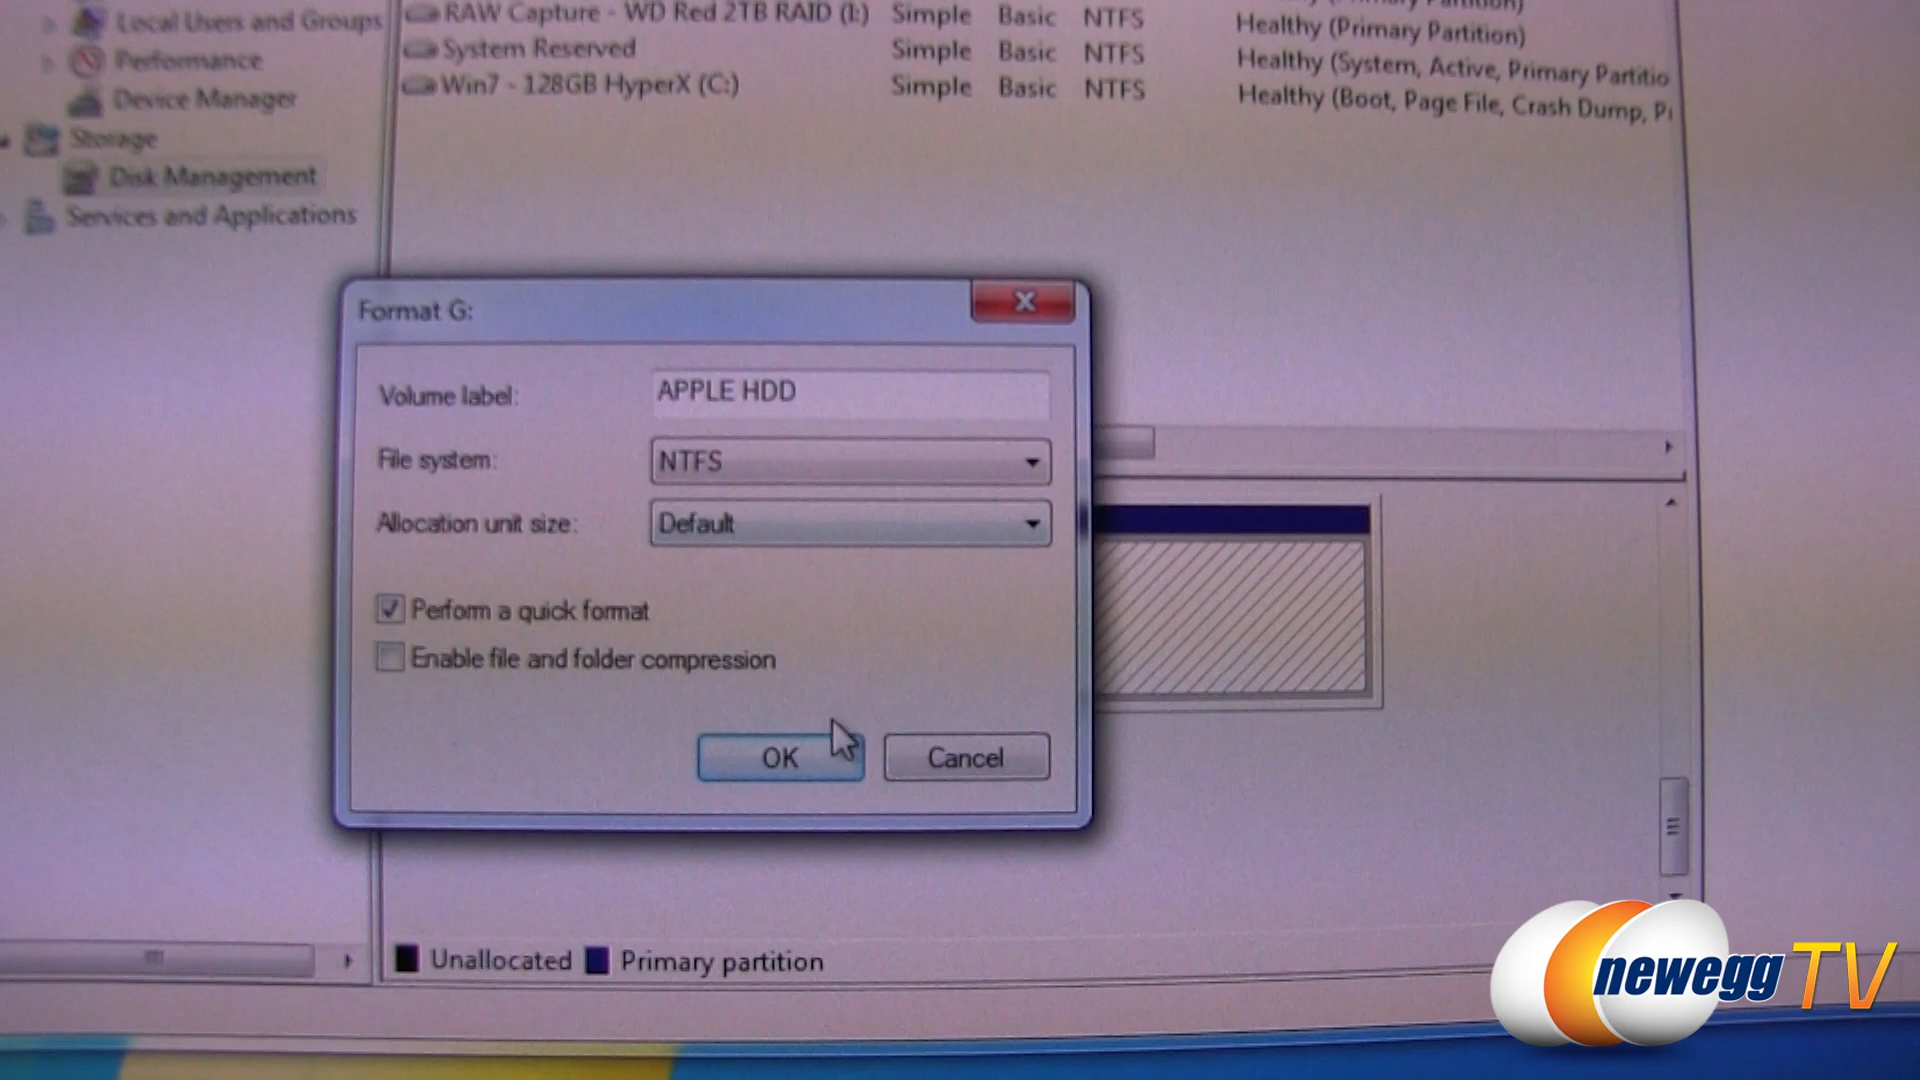 Local Users and Groups
Performance
Device Manager
Storage
Disk Management
Services and Applications
RAW Capture - WD Red 2TB RAID (I:) Simple Basic NTFS Healthy (Primary Partition)
System Reserved Simple Basic NTFS Healthy (System, Active, Primary Partitio
Win7 - 128GB HyperX (C:) Simple Basic NTFS Healthy (Boot, Page File, Crash Dump, Pi
Format G:
Volume label: APPLE HDD
File system: NTFS
Allocation unit size: Default
Perform a quick format
Enable file and folder compression
OK Cancel
Unallocated Primary partition
newegg TV